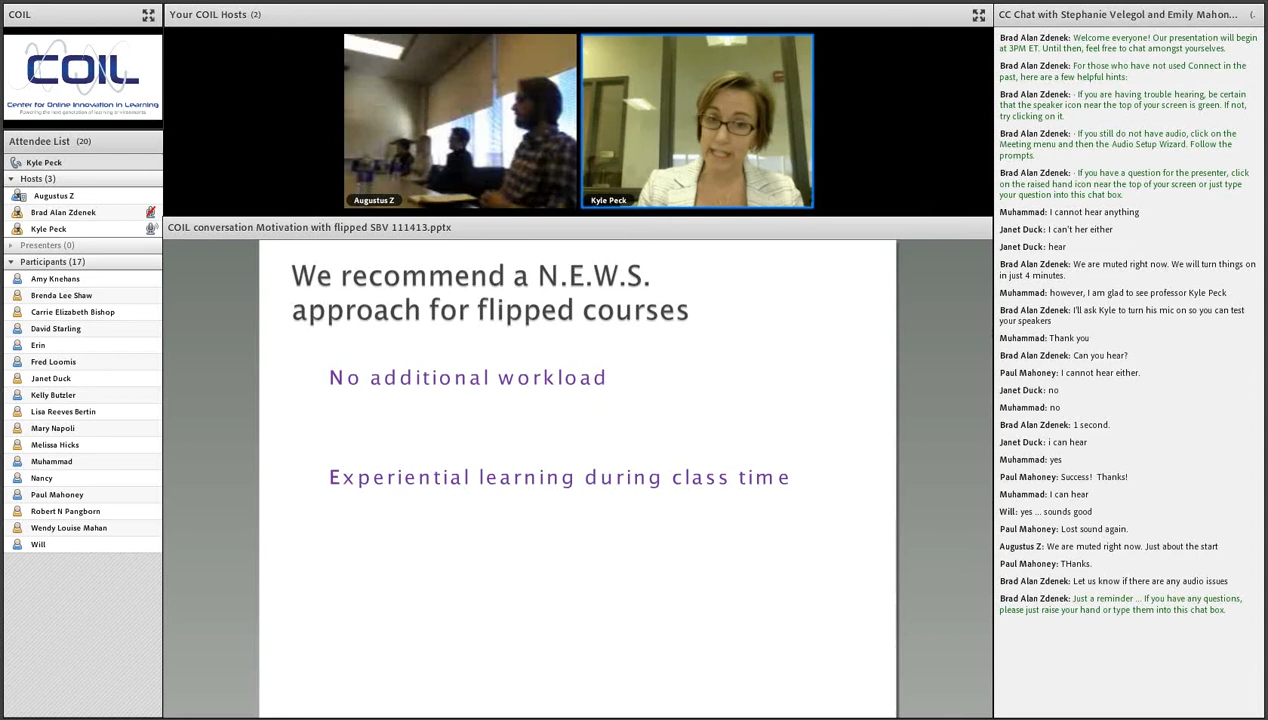 COIL
COIL
Center for Online Innovation in Learning
Attendee List (20)
Kyle Peck
Hosts (3)
Augustus Z
Brad Alan Zdenek
Kyle Peck
Presenters (0)
Participants (17)
Amy Knehans
Brenda Lee Shaw
Carrie Elizabeth Bishop
David Starling
Erin
Fred Loomis
Janet Duck
Kelly Butzler
Lisa Reeves Bertin
Mary Napoli
Melissa Hicks
Muhammad
Nancy
Paul Mahoney
Robert N Pangborn
Wendy Louise Mahan
Will
Your COIL Hosts (2)
Augustus Z
Kyle Peck
COIL conversation Motivation with flipped SBV 111413.pptx
We recommend a N.E.W.S.
approach for flipped courses
No additional workload
Experiential learning during class time
CC Chat with Stephanie Velegol and Emily Mahon... (.
Brad Alan Zdenek: Welcome everyone! Our presentation will begin
at 3PM ET. Until then, feel free to chat amongst yourselves.
Brad Alan Zdenek: For those who have not used Connect in the
past, here are a few helpful hints:
Brad Alan Zdenek: · If you are having trouble hearing, be certain
that the speaker icon near the top of your screen is green. If not,
try clicking on it.
Brad Alan Zdenek: · If you still do not have audio, click on the
Meeting menu and then the Audio Setup Wizard. Follow the
prompts.
Brad Alan Zdenek: · If you have a question for the presenter, click
on the raised hand icon near the top of your screen or just type
your question into this chat box.
Muhammad: I cannot hear anything
Janet Duck: I can't her either
Janet Duck: hear
Brad Alan Zdenek: We are muted right now. We will turn things on
in just 4 minutes.
Muhammad: however, I am glad to see professor Kyle Peck
Brad Alan Zdenek: I'll ask Kyle to turn his mic on so you can test
your speakers
Muhammad: Thank you
Brad Alan Zdenek: Can you hear?
Paul Mahoney: I cannot hear either.
Janet Duck: no
Muhammad: no
Brad Alan Zdenek: 1 second.
Janet Duck: i can hear
Muhammad: yes
Paul Mahoney: Success! Thanks!
Muhammad: I can hear
Will: yes ... sounds good
Paul Mahoney: Lost sound again.
Augustus Z: We are muted right now. Just about the start
Paul Mahoney: THanks.
Brad Alan Zdenek: Let us know if there are any audio issues
Brad Alan Zdenek: Just a reminder ... If you have any questions,
please just raise your hand or type them into this chat box.